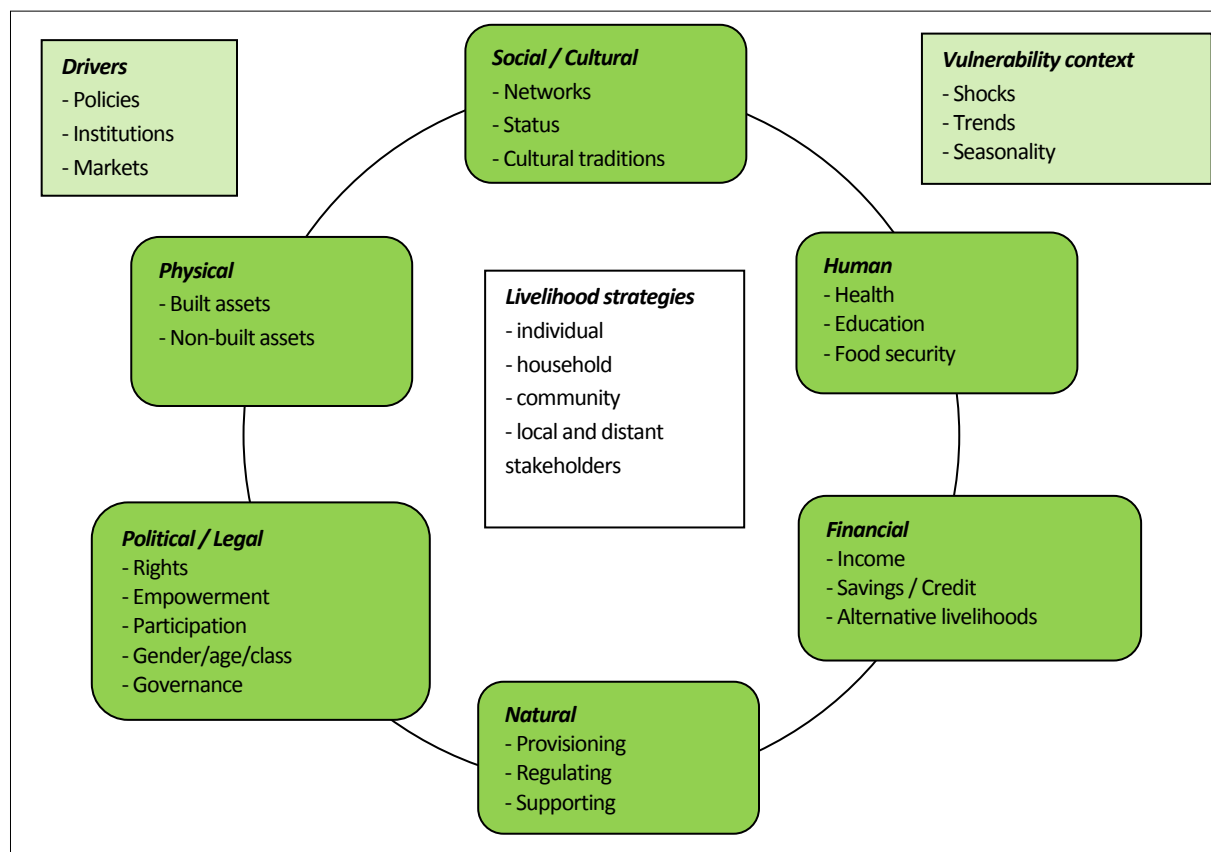 Drivers
- Policies
- Institutions
- Markets
Social / Cultural
- Networks
- Status
- Cultural traditions
Vulnerability context
- Shocks
- Trends
- Seasonality
Physical
- Built assets
- Non-built assets
Livelihood strategies
- individual
- household
- community
- local and distant
stakeholders
Human
- Health
- Education
- Food security
Political / Legal
- Rights
- Empowerment
- Participation
- Gender/age/class
- Governance
Financial
- Income
- Savings / Credit
- Alternative livelihoods
Natural
- Provisioning
- Regulating
- Supporting